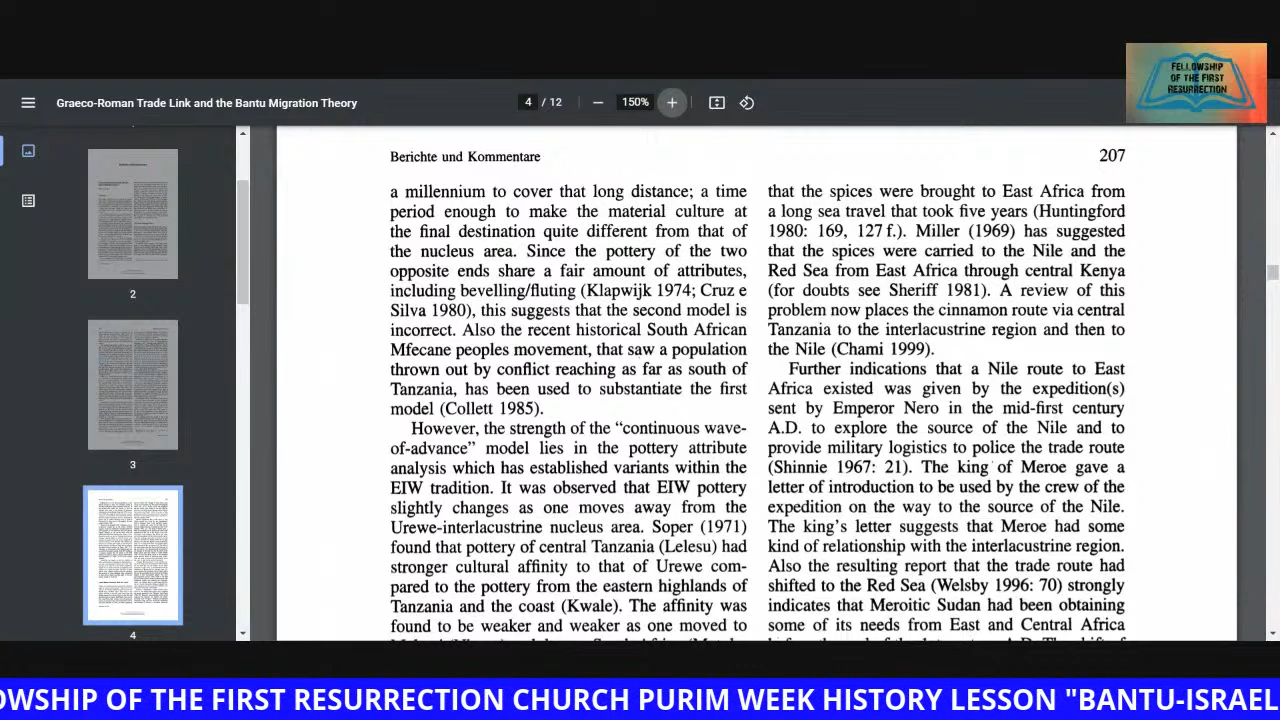 FELLOWSHIP
OF THE FIRST
RESURRECTION
Graeco-Roman Trade Link and the Bantu Migration Theory
4 / 12
150%
2
3
4
Berichte und Kommentare
207
a millennium to cover that long distance; a time
period enough to make the material culture at
the final destination quite different from that of
the nucleus area. Since the pottery of the two
opposite ends share a fair amount of attributes,
including bevelling/fluting (Klapwijk 1974; Cruz e
Silva 1980), this suggests that the second model is
incorrect. Also the recent historical South African
Mfecane peoples movement, that saw a population
thrown out by conflict reaching as far as south of
Tanzania, has been used to substantiate the first
model (Collett 1985).
However, the strength of the “continuous wave-
of-advance” model lies in the pottery attribute
analysis which has established variants within the
EIW tradition. It was observed that EIW pottery
slightly changes as one moves away from the
Urewe-interlacustrine nucleus area. Soper (1971)
found that pottery of central Tanzania (Lelesu) had
stronger cultural affinity to that of Urewe com-
pared to the pottery from the eastern highlands of
Tanzania and the coast (Kwale). The affinity was
found to be weaker and weaker as one moved to
that the spices were brought to East Africa from
a long sea travel that took five years (Huntingford
1980: 169, 127 f.). Miller (1969) has suggested
that the spices were carried to the Nile and the
Red Sea from East Africa through central Kenya
(for doubts see Sheriff 1981). A review of this
problem now places the cinnamon route via central
Tanzania to the interlacustrine region and then to
the Nile (Chami 1999).
Further indications that a Nile route to East
Africa existed was given by the expedition(s)
sent by Emperor Nero in the mid-first century
A.D. to explore the source of the Nile and to
provide military logistics to police the trade route
(Shinnie 1967: 21). The king of Meroe gave a
letter of introduction to be used by the crew of the
expedition on the way to the source of the Nile.
The king's letter suggests that Meroe had some
kind of relationship with the interlacustrine region.
Also the resulting report that the trade route had
shifted to the Red Sea (Welsby 1996: 70) strongly
indicates that Meroitic Sudan had been obtaining
some of its needs from East and Central Africa
OWSHIP OF THE FIRST RESURRECTION CHURCH PURIM WEEK HISTORY LESSON "BANTU-ISRAEL